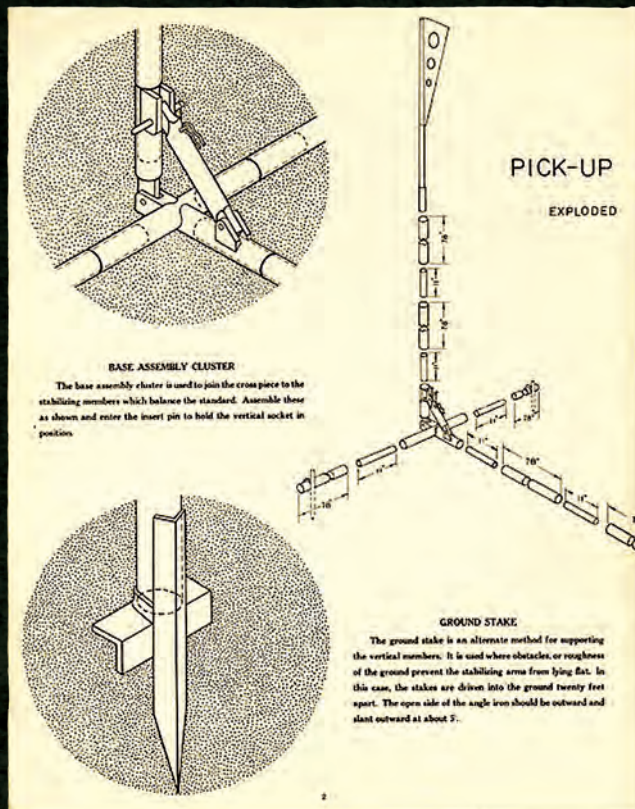 PICK-UP
EXPLODED
BASE ASSEMBLY CLUSTER
The base assembly cluster is used to join the cross piece to the
stabilizing members which balance the standard. Assemble these
as shown and enter the insert pin to hold the vertical socket in
position.
GROUND STAKE
The ground stake is an alternate method for supporting
the vertical members. It is used where obstacles, or roughness
of the ground prevent the stabilizing arms from lying flat. In
this case, the stakes are driven into the ground twenty feet
apart. The open side of the angle iron should be outward and
slant outward at about 5°.
2